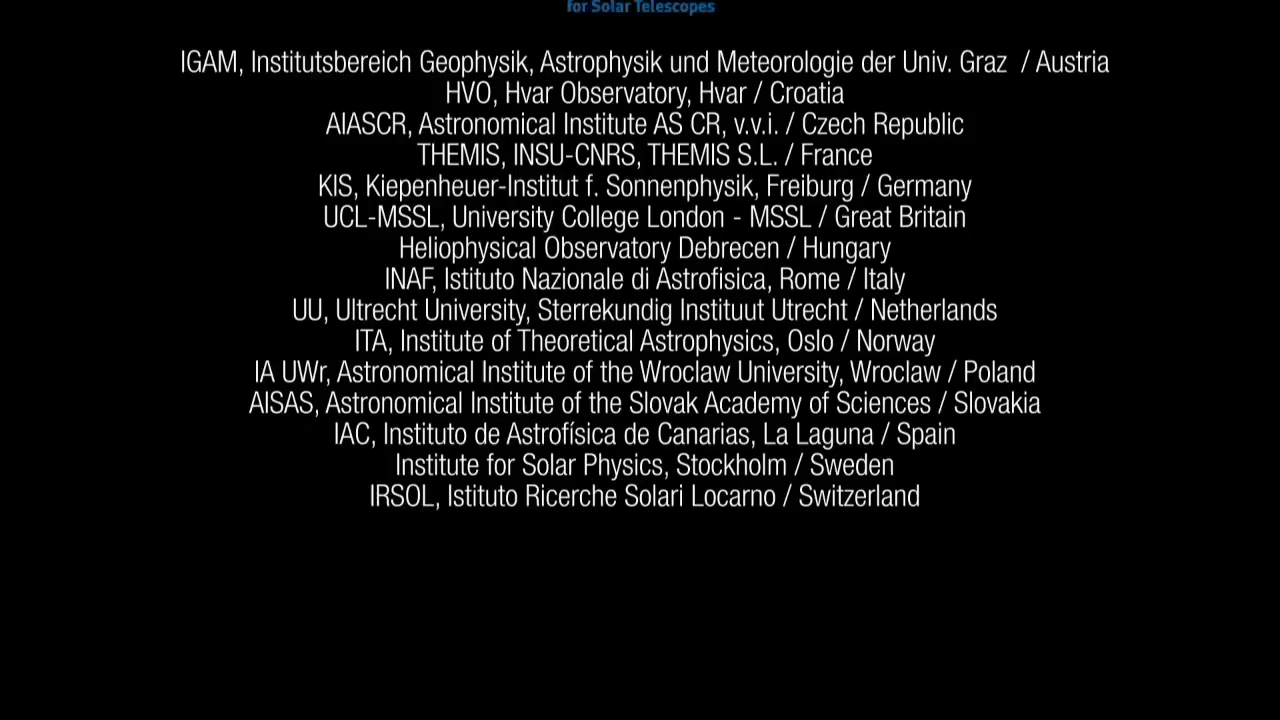 for Solar Telescopes
IGAM, Institutsbereich Geophysik, Astrophysik und Meteorologie der Univ. Graz / Austria
HVO, Hvar Observatory, Hvar / Croatia
AIASCR, Astronomical Institute AS CR, v.v.i. / Czech Republic
THEMIS, INSU-CNRS, THEMIS S.L. / France
KIS, Kiepenheuer-Institut f. Sonnenphysik, Freiburg / Germany
UCL-MSSL, University College London - MSSL / Great Britain
Heliophysical Observatory Debrecen / Hungary
INAF, Istituto Nazionale di Astrofisica, Rome / Italy
UU, Ultrecht University, Sterrekundig Instituut Utrecht / Netherlands
ITA, Institute of Theoretical Astrophysics, Oslo / Norway
IA UWr, Astronomical Institute of the Wroclaw University, Wroclaw / Poland
AISAS, Astronomical Institute of the Slovak Academy of Sciences / Slovakia
IAC, Instituto de Astrofísica de Canarias, La Laguna / Spain
Institute for Solar Physics, Stockholm / Sweden
IRSOL, Istituto Ricerche Solari Locarno / Switzerland